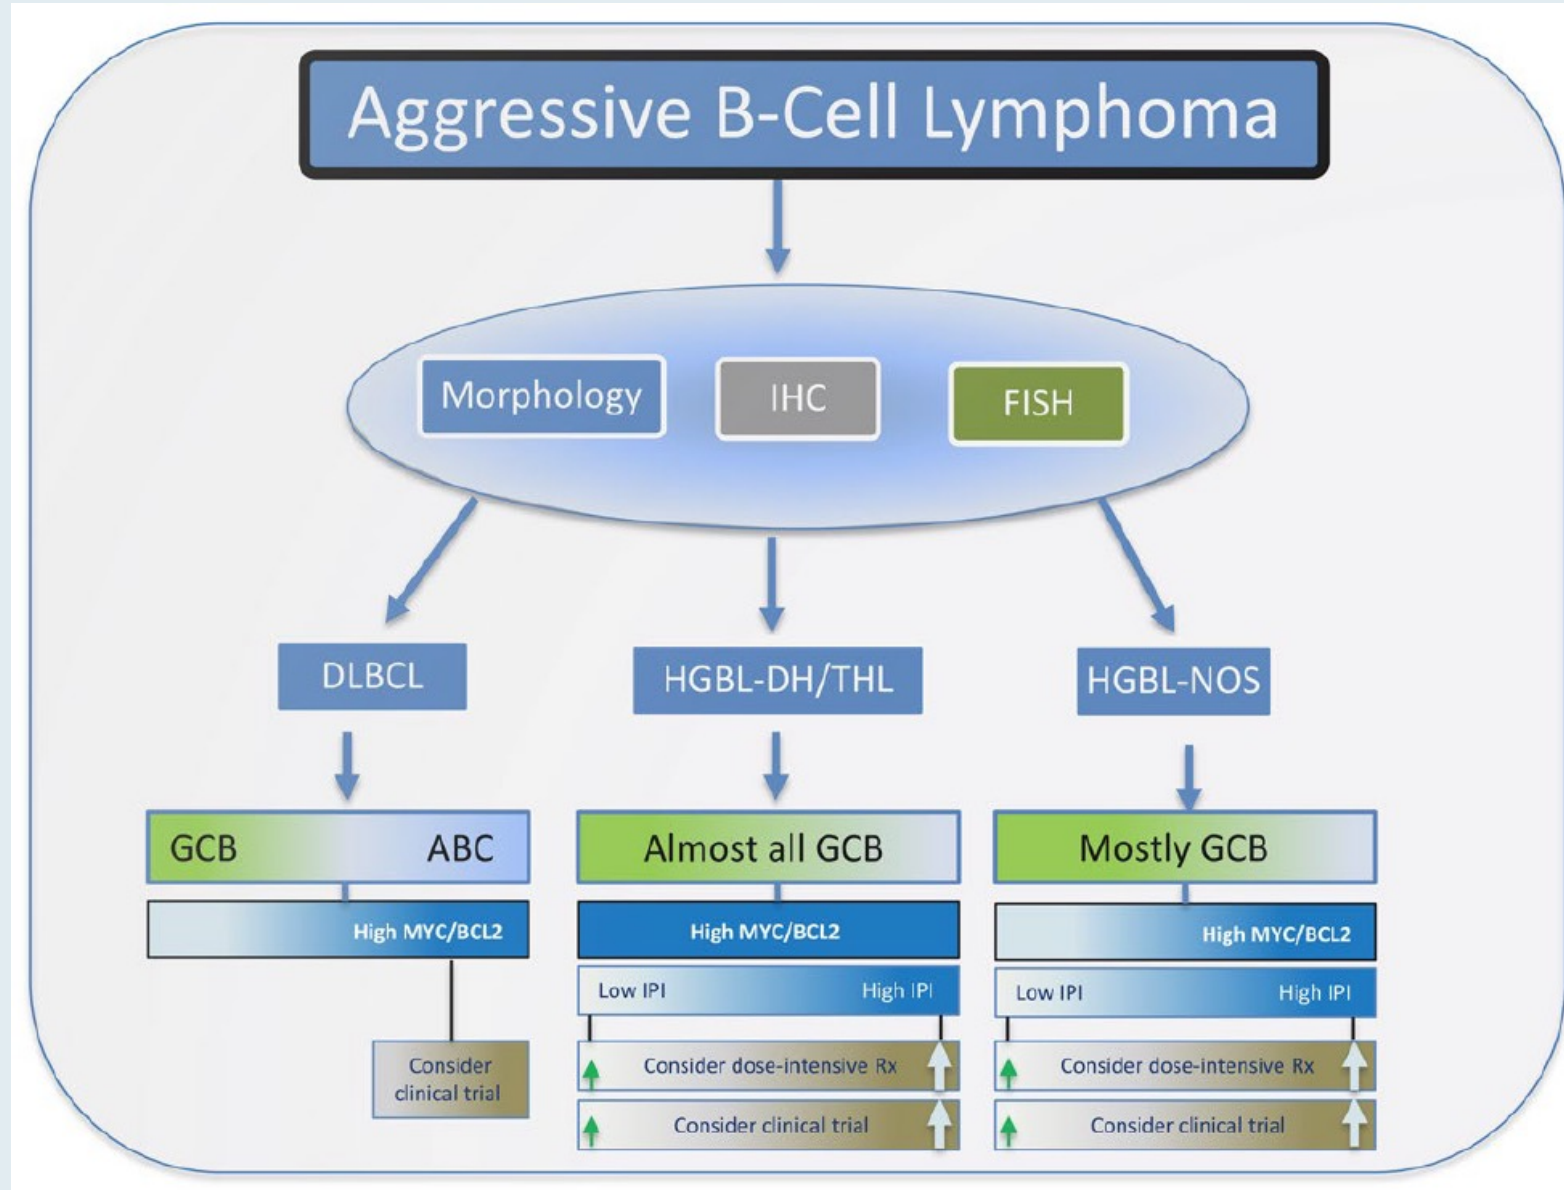 Aggressive B-Cell Lymphoma
Morphology
IHC
FISH
DLBCL
HGBL-DH/THL
HGBL-NOS
GCB
ABC
Almost all GCB
Mostly GCB
High MYC/BCL2
High MYC/BCL2
High MYC/BCL2
Low IPI
High IPI
Low IPI
High IPI
Consider
clinical trial
Consider dose-intensive Rx
Consider dose-intensive Rx
Consider clinical trial
Consider clinical trial